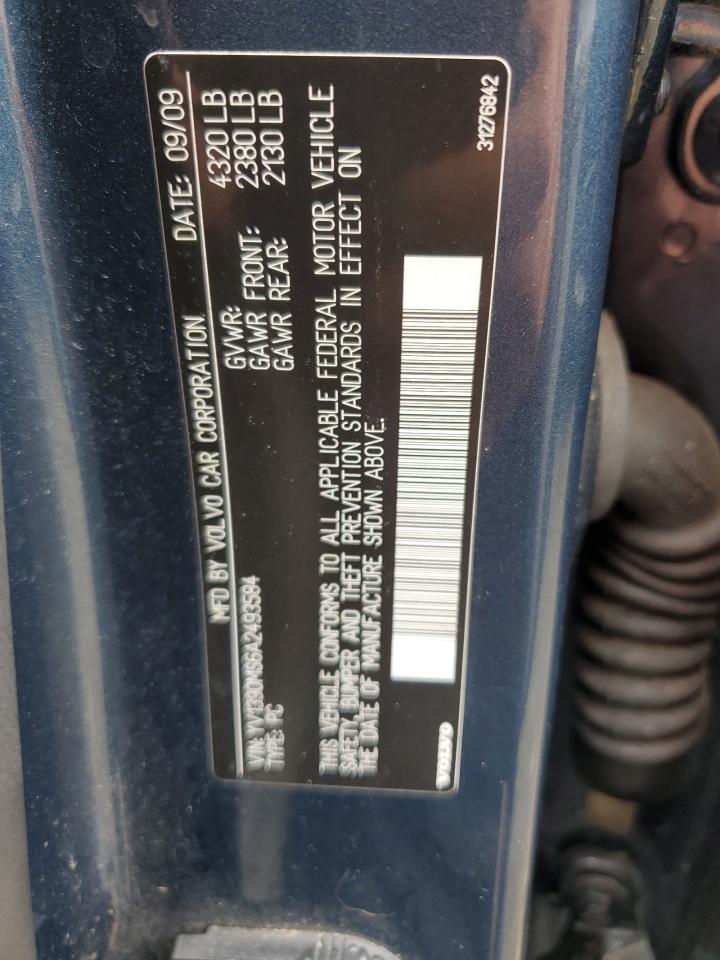 MFD BY VOLVO CAR CORPORATION DATE: 09/09
GVWR: 4320 LB
GAWR FRONT: 2380 LB
GAWR REAR: 2130 LB
VIN: YV1390MS6A2493584
TYPE: PC
THIS VEHICLE CONFORMS TO ALL APPLICABLE FEDERAL MOTOR VEHICLE
SAFETY, BUMPER AND THEFT PREVENTION STANDARDS IN EFFECT ON
THE DATE OF MANUFACTURE SHOWN ABOVE.
VOLVO
31276842